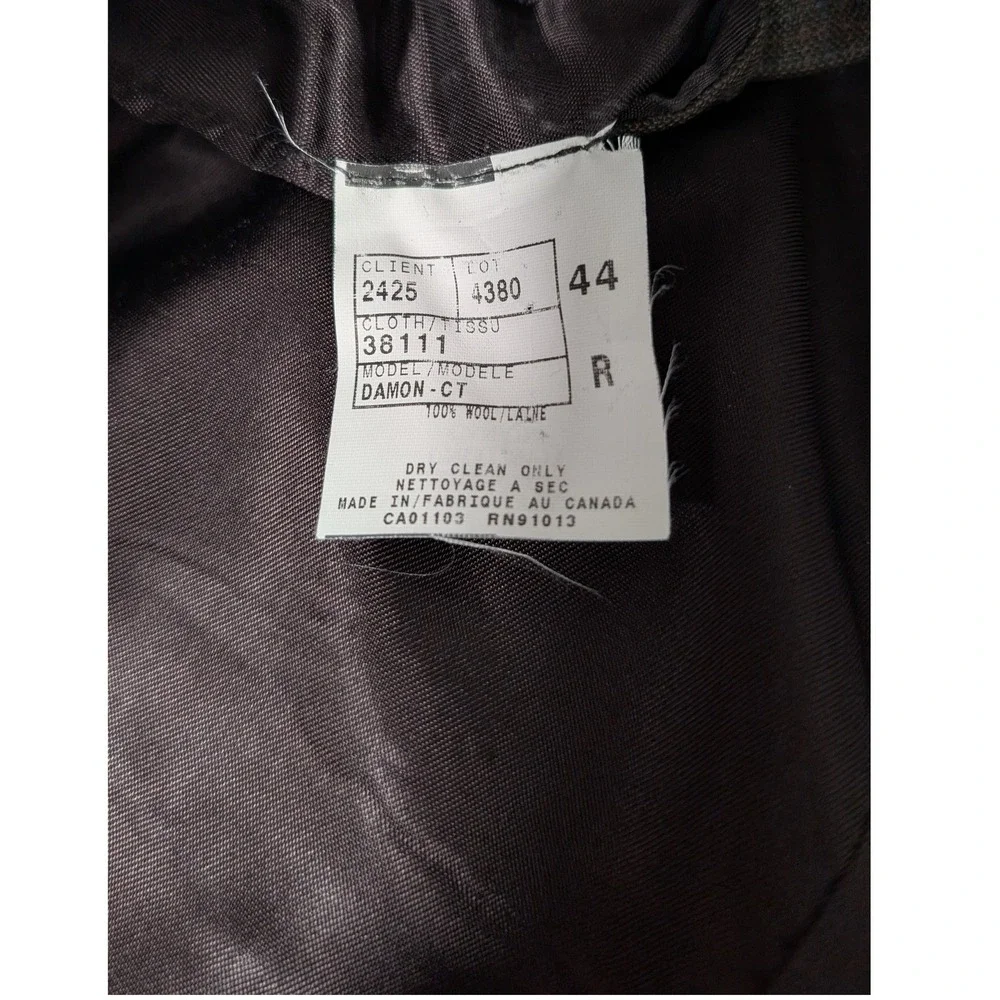 CLIENT LOT
2425 4380 44
CLOTH/TISSU
38111
MODEL/MODELE R
DAMON-CT
100% WOOL/LAINE
DRY CLEAN ONLY
NETTOYAGE A SEC
MADE IN/FABRIQUE AU CANADA
CA01103 RN91013